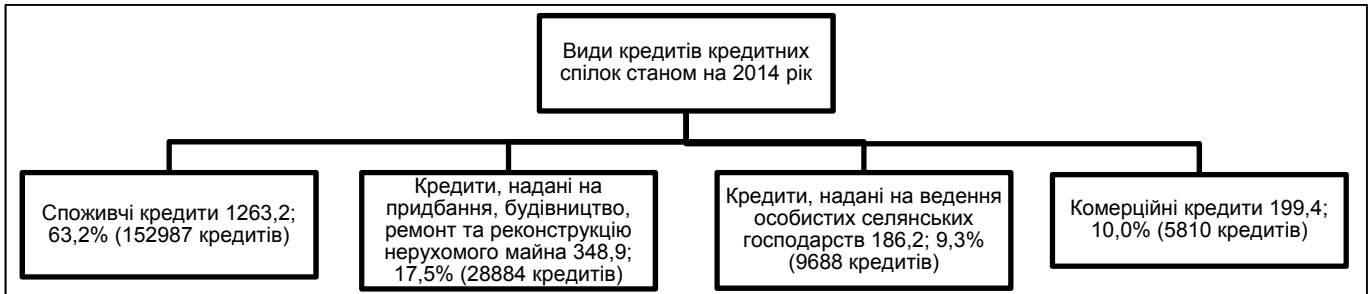 Види кредитів кредитних
спілок станом на 2014 рік
Споживчі кредити 1263,2;
63,2% (152987 кредитів)
Кредити, надані на
придбання, будівництво,
ремонт та реконструкцію
нерухомого майна 348,9;
17,5% (28884 кредитів)
Кредити, надані на ведення
особистих селянських
господарств 186,2; 9,3%
(9688 кредитів)
Комерційні кредити 199,4;
10,0% (5810 кредитів)